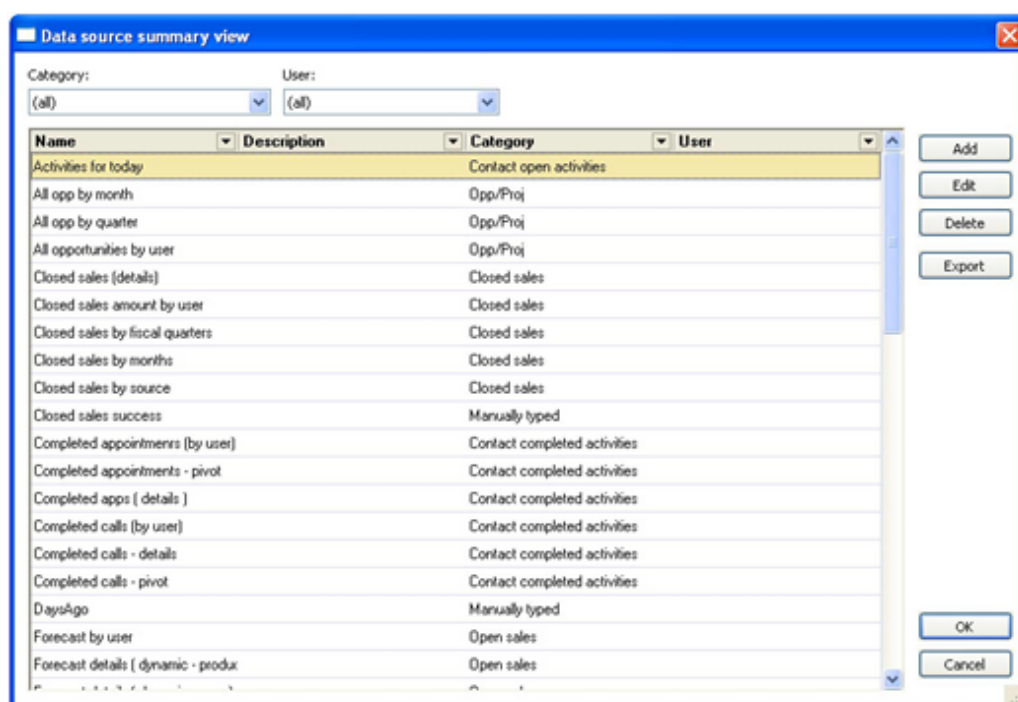 Data source summary view
Category: User:
(all) (all)
Name Description Category User
Activities for today Contact open activities
All opp by month Opp/Proj
All opp by quarter Opp/Proj
All opportunities by user Opp/Proj
Closed sales (details) Closed sales
Closed sales amount by user Closed sales
Closed sales by fiscal quarters Closed sales
Closed sales by months Closed sales
Closed sales by source Closed sales
Closed sales success Manually typed
Completed appointmenrs (by user) Contact completed activities
Completed appointments - pivot Contact completed activities
Completed apps ( details ) Contact completed activities
Completed calls (by user) Contact completed activities
Completed calls - details Contact completed activities
Completed calls - pivot Contact completed activities
DaysAgo Manually typed
Forecast by user Open sales
Forecast details ( dynamic - produx Open sales
Add
Edit
Delete
Export
OK
Cancel